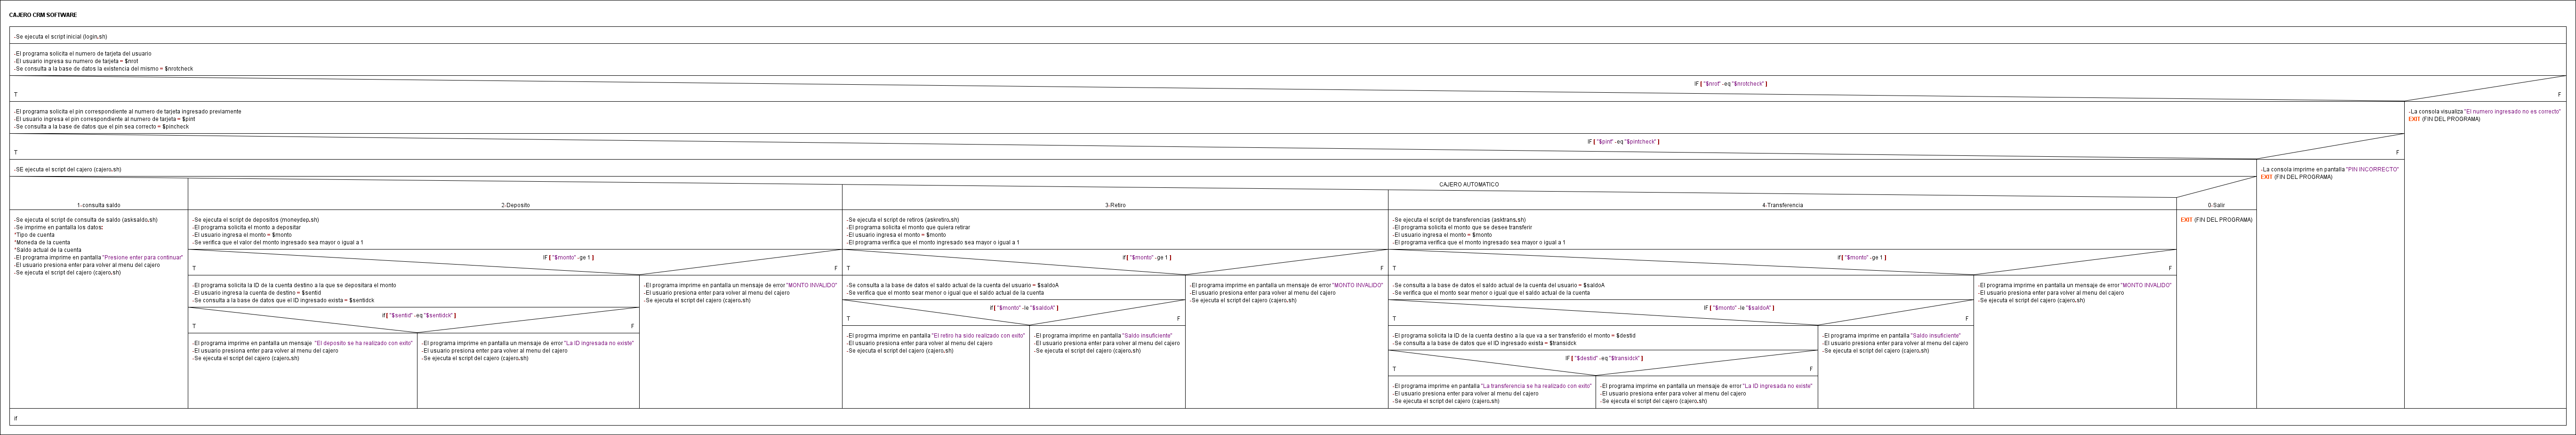 CAJERO CRM SOFTWARE
-Se ejecuta el script inicial (login.sh)
-El programa solicita el numero de tarjeta del usuario
-El usuario ingresa su numero de tarjeta = $nrot
-Se consulta a la base de datos la existencia del mismo = $nrotcheck
IF [ "$nrot" -eq "$nrotcheck" ]
T
F
-El programa solicita el pin correspondiente al numero de tarjeta ingresado previamente
-El usuario ingresa el pin correspondiente al numero de tarjeta = $pint
-Se consulta a la base de datos que el pin sea correcto = $pincheck
-La consola visualiza "El numero ingresado no es correcto"
EXIT (FIN DEL PROGRAMA)
IF [ "$pint" -eq "$pintcheck" ]
T
F
-SE ejecuta el script del cajero (cajero.sh)
-La consola imprime en pantalla "PIN INCORRECTO"
EXIT (FIN DEL PROGRAMA)
CAJERO AUTOMATICO
1-consulta saldo
2-Deposito
3-Retiro
4-Transferencia
0-Salir
-Se ejecuta el script de consulta de saldo (asksaldo.sh)
-Se imprime en pantalla los datos:
*Tipo de cuenta
*Moneda de la cuenta
*Saldo actual de la cuenta
-El programa imprime en pantalla "Presione enter para continuar"
-El usuario presiona enter para volver al menu del cajero
-Se ejecuta el script del cajero (cajero.sh)
-Se ejecuta el script de depositos (moneydep.sh)
-El programa solicita el monto a depositar
-El usuario ingresa el monto = $monto
-Se verifica que el valor del monto ingresado sea mayor o igual a 1
IF [ "$monto" -ge 1 ]
T
F
-El programa solicita la ID de la cuenta destino a la que se depositara el monto
-El usuario ingresa la cuenta de destino = $sentid
-Se consulta a la base de datos que el ID ingresado exista = $sentidck
if[ "$sentid" -eq "$sentidck" ]
T
F
-El programa imprime en pantalla un mensaje "El deposito se ha realizado con exito"
-El usuario presiona enter para volver al menu del cajero
-Se ejecuta el script del cajero (cajero.sh)
-El programa imprime en pantalla un mensaje de error "La ID ingresada no existe"
-El usuario presiona enter para volver al menu del cajero
-Se ejecuta el script del cajero (cajero.sh)
-El programa imprime en pantalla un mensaje de error "MONTO INVALIDO"
-El usuario presiona enter para volver al menu del cajero
-Se ejecuta el script del cajero (cajero.sh)
-Se ejecuta el script de retiros (askretiro.sh)
-El programa solicita el monto que quiera retirar
-El usuario ingresa el monto = $monto
-El programa verifica que el monto ingresado sea mayor o igual a 1
if[ "$monto" -ge 1 ]
T
F
-Se consulta a la base de datos el saldo actual de la cuenta del usuario = $saldoA
-Se verifica que el monto sear menor o igual que el saldo actual de la cuenta
if[ "$monto" -le "$saldoA" ]
T
F
-El progrma imprime en pantalla "El retiro ha sido realizado con exito"
-El usuario presiona enter para volver al menu del cajero
-Se ejecuta el script del cajero (cajero.sh)
-El programa imprime en pantalla "Saldo insuficiente"
-El usuario presiona enter para volver al menu del cajero
-Se ejecuta el script del cajero (cajero.sh)
-El programa imprime en pantalla un mensaje de error "MONTO INVALIDO"
-El usuario presiona enter para volver al menu del cajero
-Se ejecuta el script del cajero (cajero.sh)
-Se ejecuta el script de transferencias (asktrans.sh)
-El programa solicita el monto que se desee transferir
-El usuario ingresa el monto = $monto
-El programa verifica que el monto ingresado sea mayor o igual a 1
if[ "$monto" -ge 1 ]
T
F
-Se consulta a la base de datos el saldo actual de la cuenta del usuario = $saldoA
-Se verifica que el monto sear menor o igual que el saldo actual de la cuenta
IF [ "$monto" -le "$saldoA" ]
T
F
-El programa solicita la ID de la cuenta destino a la que va a ser transferido el monto = $destid
-Se consulta a la base de datos que el ID ingresado exista = $transidck
IF [ "$destid" -eq "$transidck" ]
T
F
-El programa imprime en pantalla "La transferencia se ha realizado con exito"
-El usuario presiona enter para volver al menu del cajero
-Se ejecuta el script del cajero (cajero.sh)
-El programa imprime en pantalla un mensaje de error "La ID ingresada no existe"
-El usuario presiona enter para volver al menu del cajero
-Se ejecuta el script del cajero (cajero.sh)
-El programa imprime en pantalla "Saldo insuficiente"
-El usuario presiona enter para volver al menu del cajero
-Se ejecuta el script del cajero (cajero.sh)
-El programa imprime en pantalla un mensaje de error "MONTO INVALIDO"
-El usuario presiona enter para volver al menu del cajero
-Se ejecuta el script del cajero (cajero.sh)
EXIT (FIN DEL PROGRAMA)
if